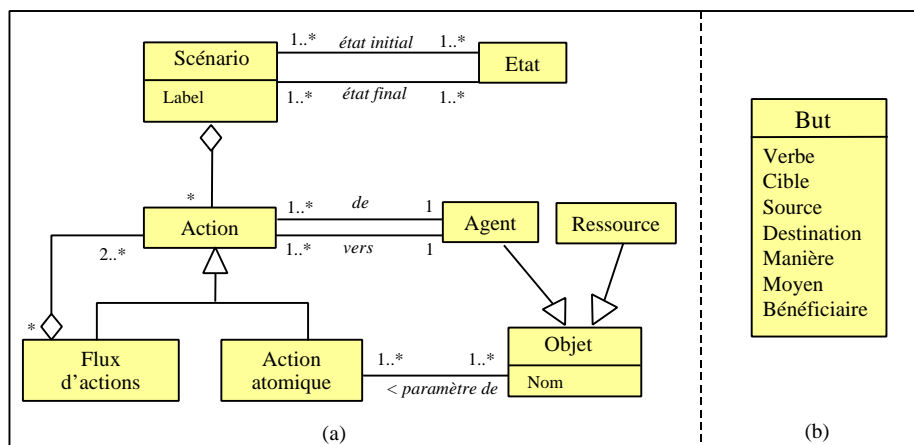 Scénario
Label
1..* état initial 1..*
Etat
1..* état final 1..*
*
Action
1..* de 1
1..* vers 1
Agent
Ressource
2..*
*
Flux
d’actions
Action
atomique
1..* 1..*
< paramètre de
Objet
Nom
(a)
But
Verbe
Cible
Source
Destination
Manière
Moyen
Bénéficiaire
(b)